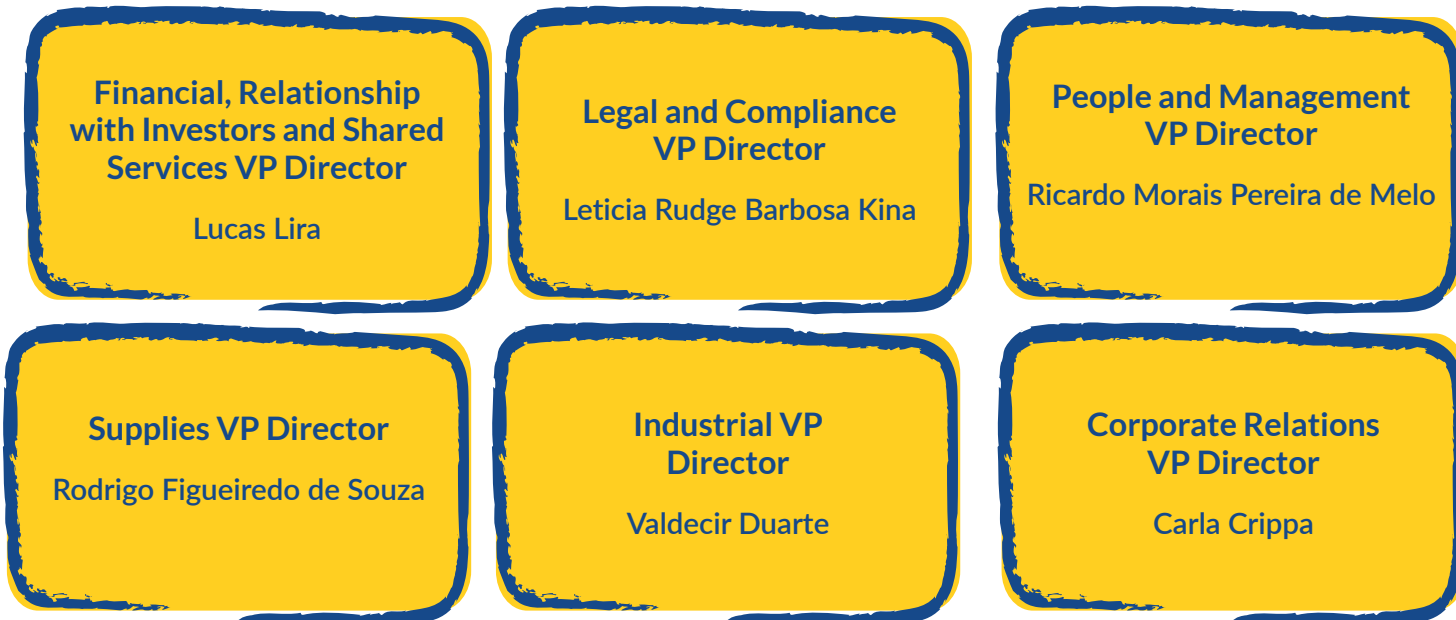 Financial, Relationship
with Investors and Shared
Services VP Director
Lucas Lira
Legal and Compliance
VP Director
Leticia Rudge Barbosa Kina
People and Management
VP Director
Ricardo Morais Pereira de Melo
Supplies VP Director
Rodrigo Figueiredo de Souza
Industrial VP
Director
Valdecir Duarte
Corporate Relations
VP Director
Carla Crippa